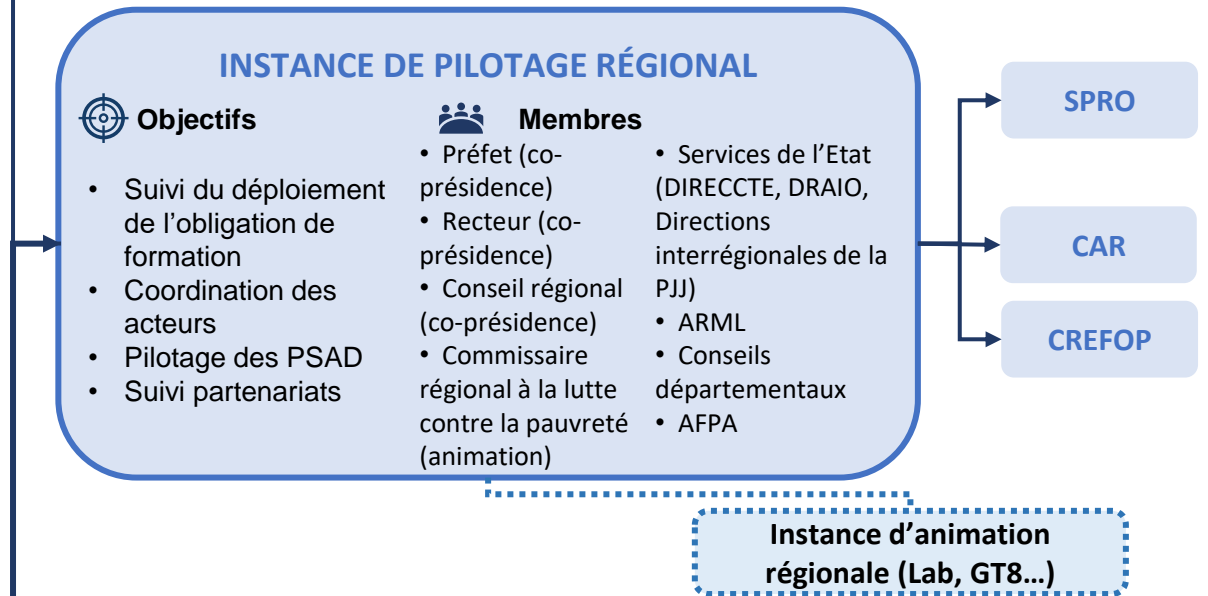 INSTANCE DE PILOTAGE RÉGIONAL
Objectifs
• Suivi du déploiement
de l’obligation de
formation
• Coordination des
acteurs
• Pilotage des PSAD
• Suivi partenariats
Membres
• Préfet (co-
présidence)
• Recteur (co-
présidence)
• Conseil régional
(co-présidence)
• Commissaire
régional à la lutte
contre la pauvreté
(animation)
• Services de l’Etat
(DIRECCTE, DRAIO,
Directions
interrégionales de la
PJJ)
• ARML
• Conseils
départementaux
• AFPA
SPRO
CAR
CREFOP
Instance d’animation
régionale (Lab, GT8…)